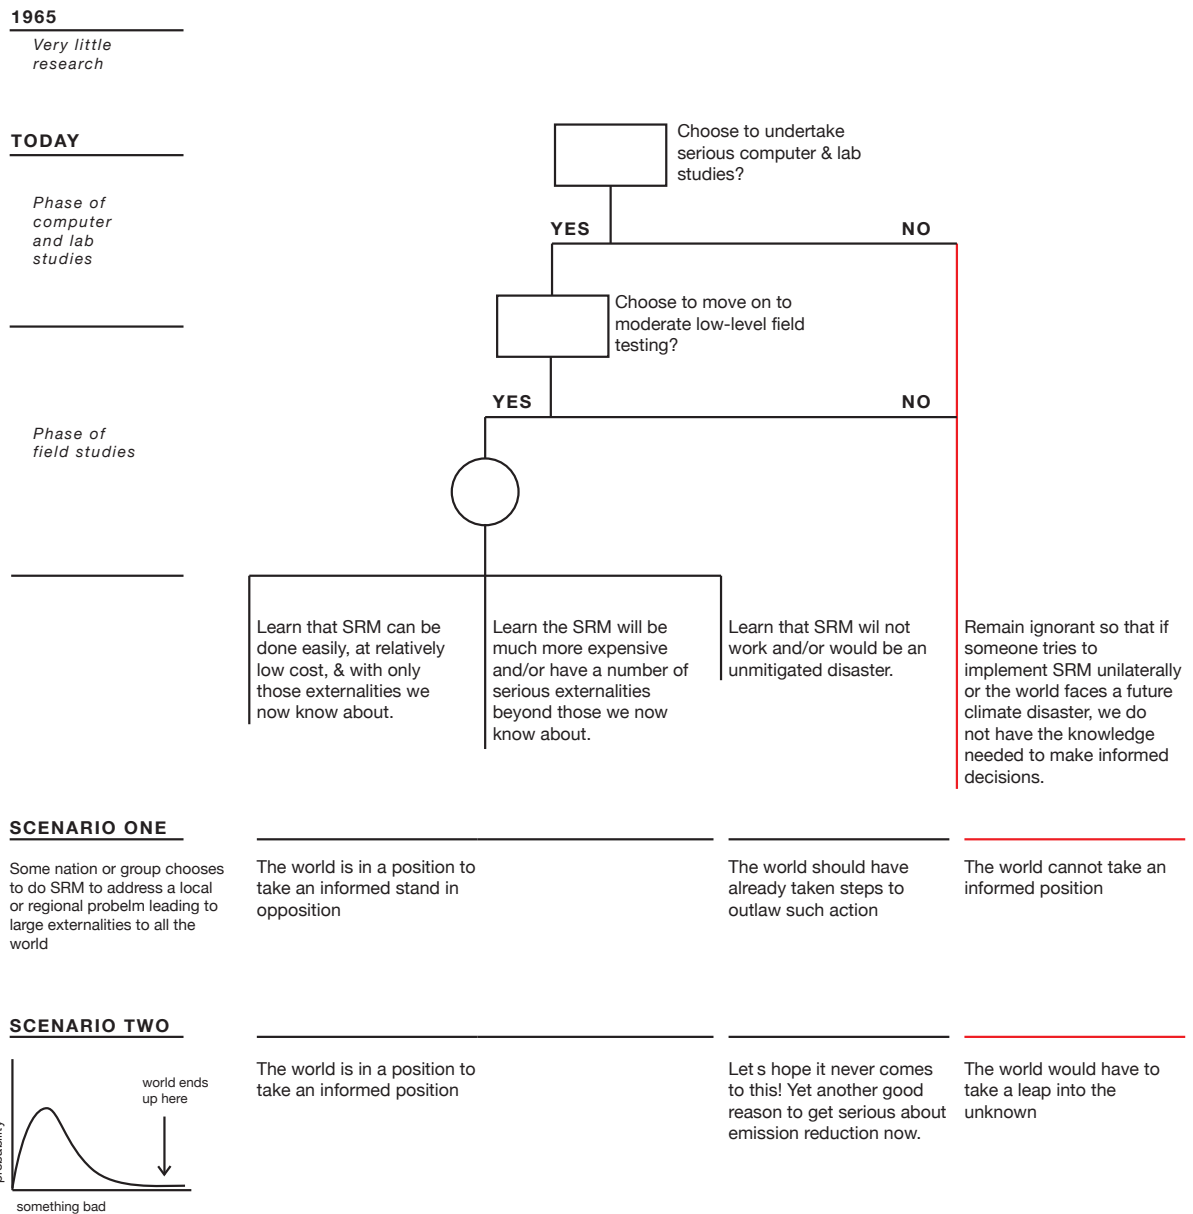 1965
Very little
research
TODAY
Phase of
computer
and lab
studies
Choose to undertake
serious computer & lab
studies?
YES
NO
Choose to move on to
moderate low-level field
testing?
YES
NO
Phase of
field studies
Learn that SRM can be
done easily, at relatively
low cost, & with only
those externalities we
now know about.
Learn the SRM will be
much more expensive
and/or have a number of
serious externalities
beyond those we now
know about.
Learn that SRM wil not
work and/or would be an
unmitigated disaster.
Remain ignorant so that if
someone tries to
implement SRM unilaterally
or the world faces a future
climate disaster, we do
not have the knowledge
needed to make informed
decisions.
SCENARIO ONE
Some nation or group chooses
to do SRM to address a local
or regional probelm leading to
large externalities to all the
world
The world is in a position to
take an informed stand in
opposition
The world should have
already taken steps to
outlaw such action
The world cannot take an
informed position
SCENARIO TWO
world ends
up here
probability
something bad
The world is in a position to
take an informed position
Let s hope it never comes
to this! Yet another good
reason to get serious about
emission reduction now.
The world would have to
take a leap into the
unknown